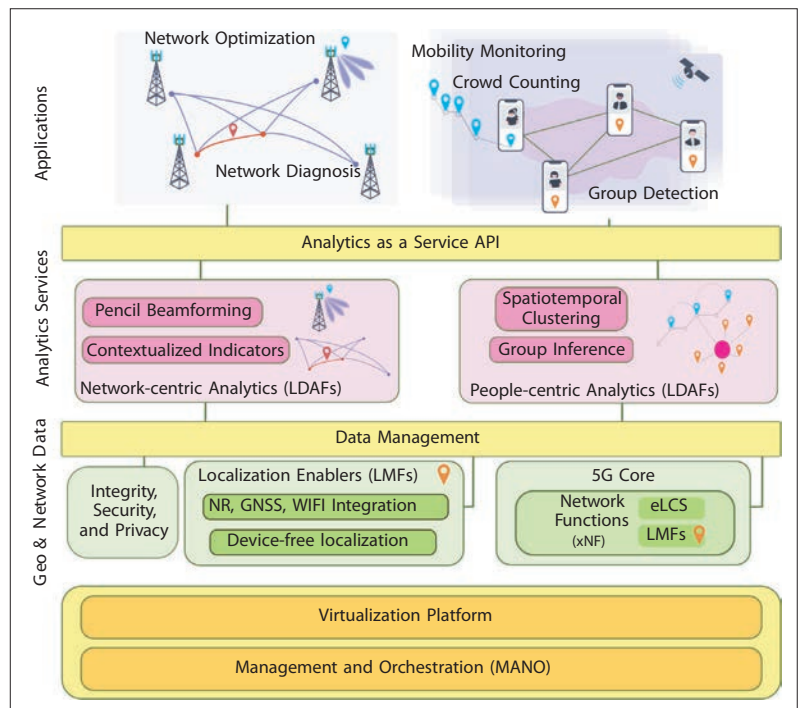 Applications
Network Optimization
Network Diagnosis
Mobility Monitoring
Crowd Counting
Group Detection
Analytics as a Service API
Analytics Services
Pencil Beamforming
Contextualized Indicators
Network-centric Analytics (LDAFs)
Spatiotemporal
Clustering
Group Inference
People-centric Analytics (LDAFs)
Data Management
Geo & Network Data
Integrity,
Security,
and Privacy
Localization Enablers (LMFs)
NR, GNSS, WIFI Integration
Device-free localization
5G Core
Network
Functions
(xNF)
eLCS
LMFs
Virtualization Platform
Management and Orchestration (MANO)